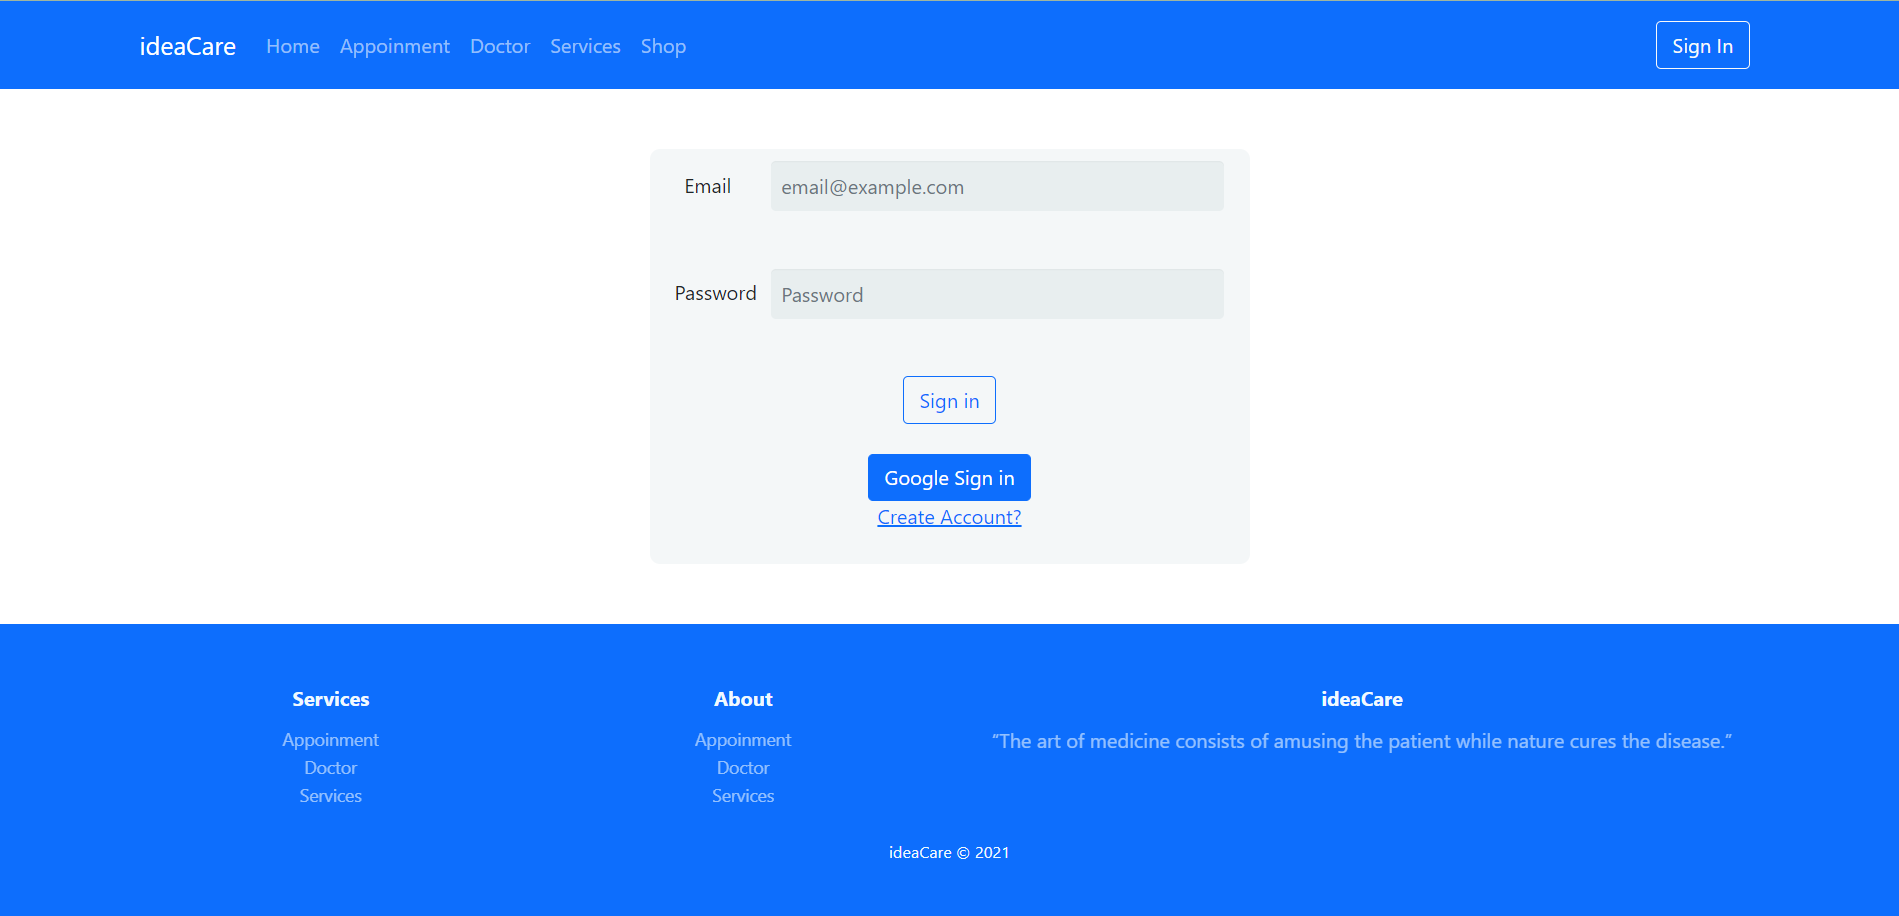 ideaCare Home Appoinment Doctor Services Shop Sign In
Email email@example.com
Password Password
Sign in
Google Sign in
Create Account?
Services
Appoinment
Doctor
Services
About
Appoinment
Doctor
Services
ideaCare
“The art of medicine consists of amusing the patient while nature cures the disease.”
ideaCare © 2021